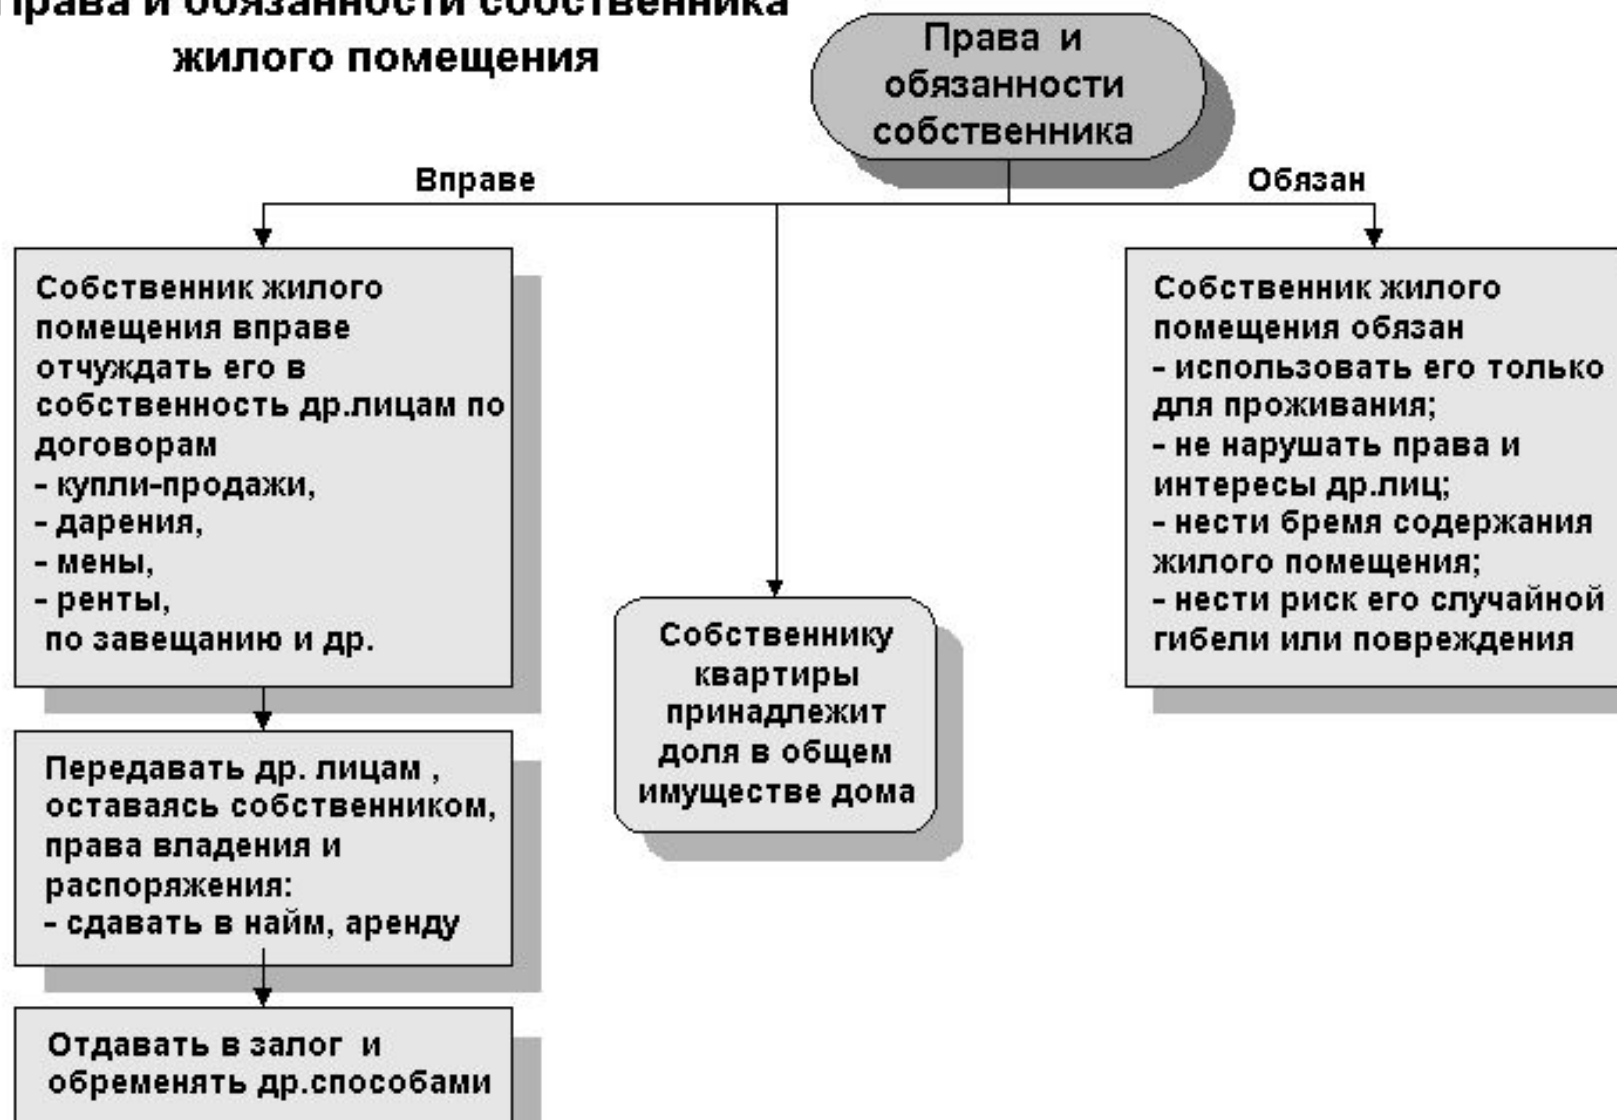 Права и обязанности собственника
жилого помещения
Права и
обязанности
собственника
Вправе
Обязан
Собственник жилого
помещения вправе
отчуждать его в
собственность др.лицам по
договорам
- купли-продажи,
- дарения,
- мены,
- ренты,
по завещанию и др.
Передавать др. лицам ,
оставаясь собственником,
права владения и
распоряжения:
- сдавать в найм, аренду
Отдавать в залог и
обременять др.способами
Собственнику
квартиры
принадлежит
доля в общем
имуществе дома
Собственник жилого
помещения обязан
- использовать его только
для проживания;
- не нарушать права и
интересы др.лиц;
- нести бремя содержания
жилого помещения;
- нести риск его случайной
гибели или повреждения